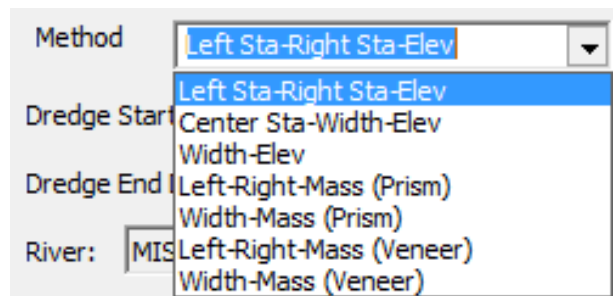 Method Left Sta-Right Sta-Elev
Left Sta-Right Sta-Elev
Dredge Start Center Sta-Width-Elev
Width-Elev
Dredge End Left-Right-Mass (Prism)
Width-Mass (Prism)
River: MIS Left-Right-Mass (Veneer)
Width-Mass (Veneer)